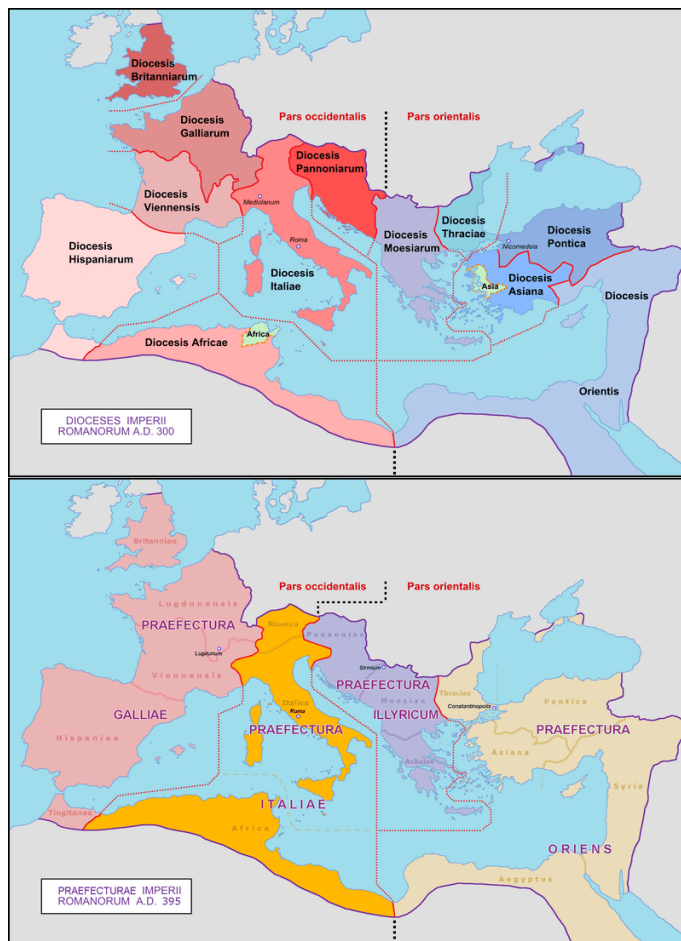 Diocesis
Britanniarum
Diocesis
Galliarum
Pars occidentalis
Pars orientalis
Diocesis
Pannoniarum
Diocesis
Viennensis
Mediolanum
Diocesis
Moesiarum
Diocesis
Thraciae
Diocesis
Pontica
Nicomedeia
Diocesis
Hispaniarum
Roma
Diocesis
Italiae
Asia
Diocesis
Asiana
Diocesis
Orientis
Diocesis Africae
Africa
DIOCESES IMPERII
ROMANORUM A.D. 300
Britanniae
Pars occidentalis
Pars orientalis
Lugdunensis
PRAEFECTURA
Lugdunum
Viennensis
GALLIAE
Hispaniae
Tingitanae
Rhaetica
Pannoniae
Italica
Roma
PRAEFECTURA
ITALIAE
Africa
Sirmium
PRAEFECTURA
Moesiae
ILLYRICUM
Achaiae
Thraciae
Constantinopolis
Pontica
PRAEFECTURA
Asiana
Syria
ORIENS
Aegyptus
PRAEFECTURAE IMPERII
ROMANORUM A.D. 395